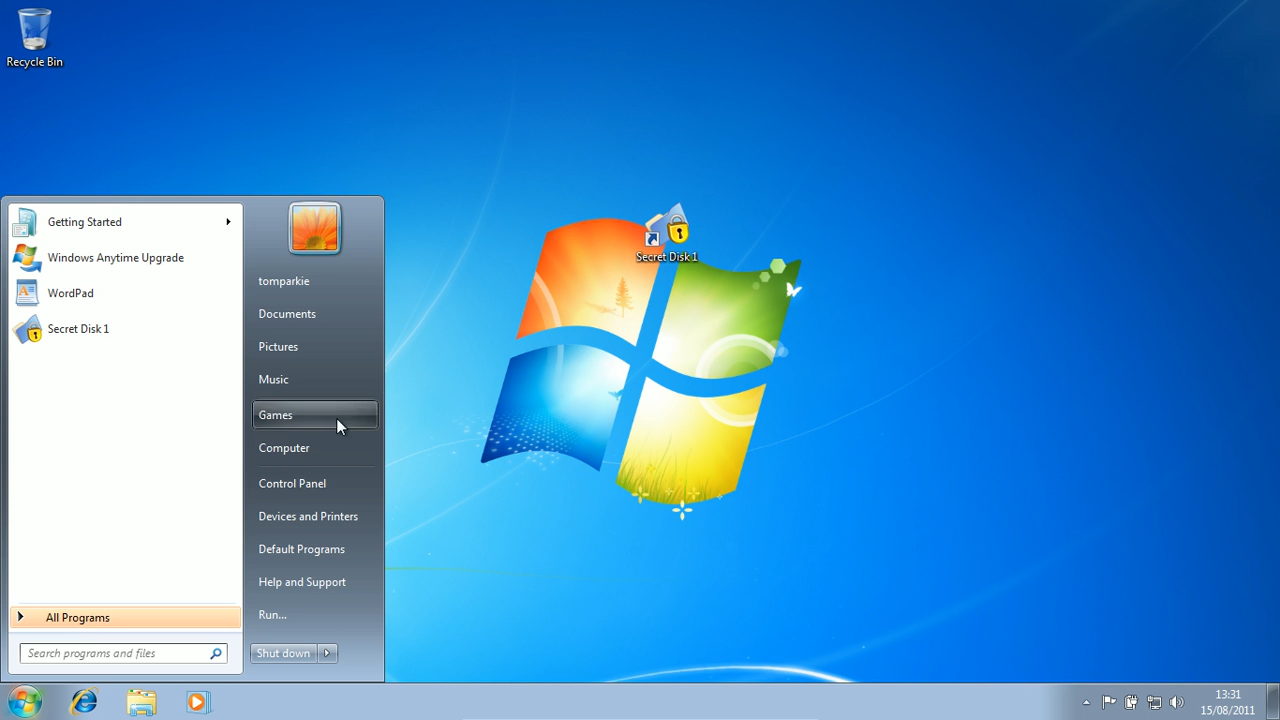 Recycle Bin
Secret Disk 1
Getting Started
Windows Anytime Upgrade
WordPad
Secret Disk 1
All Programs
Search programs and files
tomparkie
Documents
Pictures
Music
Games
Computer
Control Panel
Devices and Printers
Default Programs
Help and Support
Run...
Shut down
13:31
15/08/2011